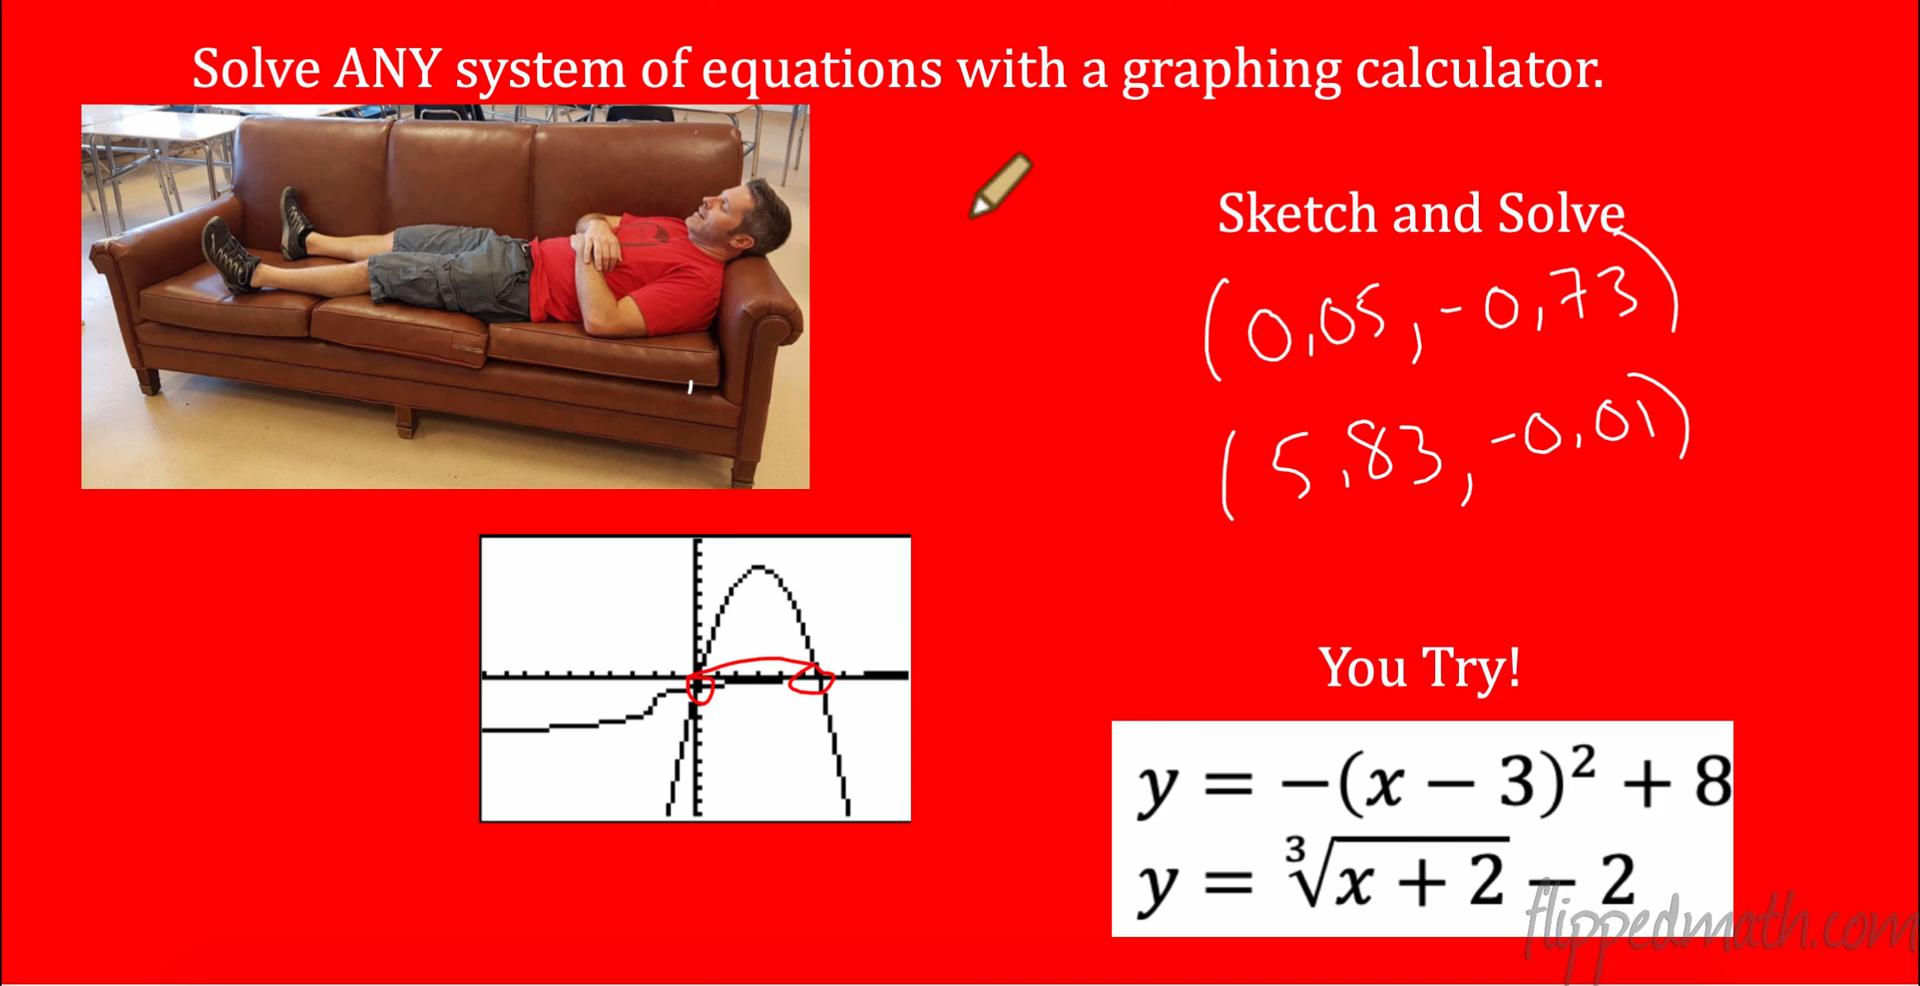 Solve ANY system of equations with a graphing calculator.
Sketch and Solve
(0.05, -0.73)
(5.83, -0.01)
You Try!
y = −(x − 3)² + 8
y = ∛(x + 2) − 2
flippedmath.com